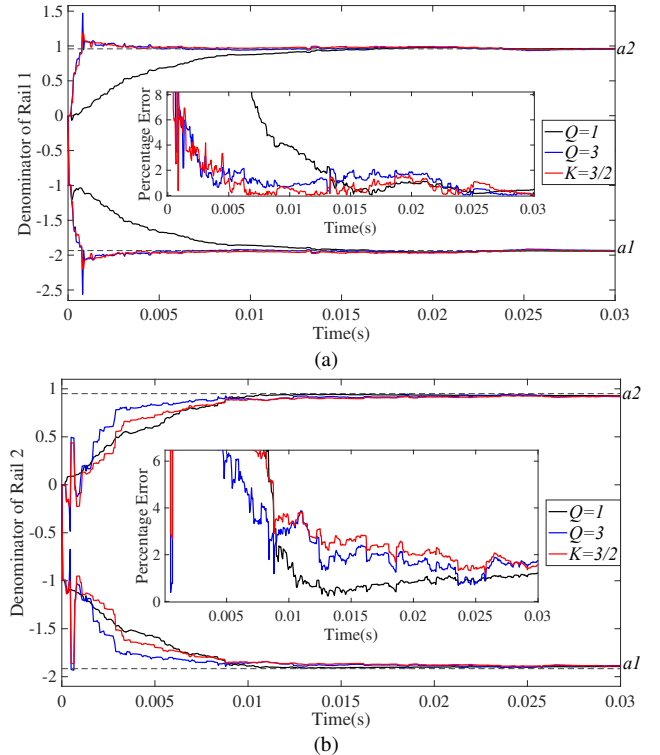 1.5
1
0.5
0
-0.5
-1
-1.5
-2
-2.5
Denominator of Rail 1
a2
a1
8
6
4
2
0
Percentage Error
0 0.005 0.01 0.015 0.02 0.025 0.03
Time(s)
Q=1
Q=3
K=3/2
0 0.005 0.01 0.015 0.02 0.025 0.03
Time(s)
(a)
1
0.5
0
-0.5
-1
-1.5
-2
Denominator of Rail 2
a2
a1
6
4
2
0
Percentage Error
0.005 0.01 0.015 0.02 0.025 0.03
Time(s)
Q=1
Q=3
K=3/2
0 0.005 0.01 0.015 0.02 0.025 0.03
Time(s)
(b)